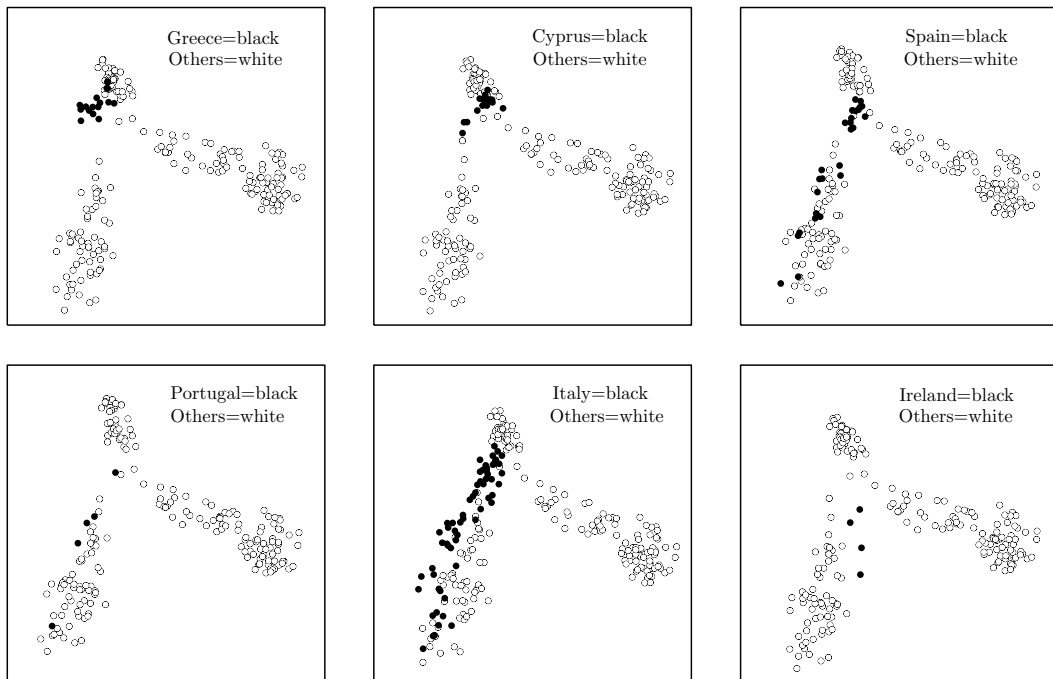 Greece=black
Others=white
Cyprus=black
Others=white
Spain=black
Others=white
Portugal=black
Others=white
Italy=black
Others=white
Ireland=black
Others=white